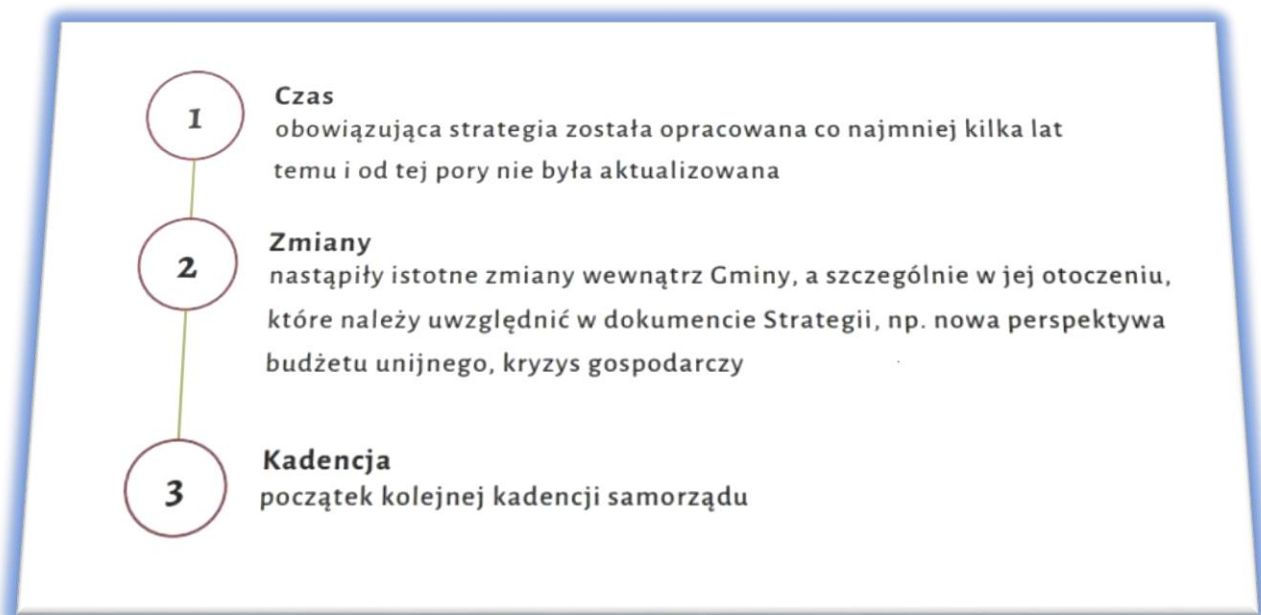 1
Czas
obowiązująca strategia została opracowana co najmniej kilka lat
temu i od tej pory nie była aktualizowana
2
Zmiany
nastąpiły istotne zmiany wewnątrz Gminy, a szczególnie w jej otoczeniu,
które należy uwzględnić w dokumencie Strategii, np. nowa perspektywa
budżetu unijnego, kryzys gospodarczy
3
Kadencja
początek kolejnej kadencji samorządu